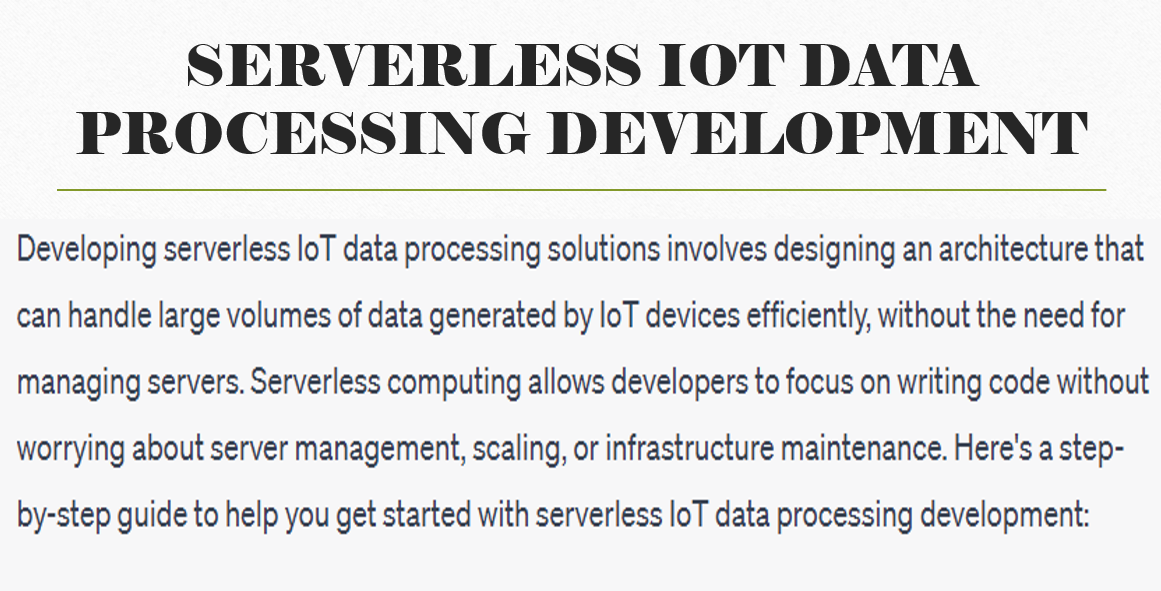 SERVERLESS IOT DATA
PROCESSING DEVELOPMENT
Developing serverless IoT data processing solutions involves designing an architecture that
can handle large volumes of data generated by IoT devices efficiently, without the need for
managing servers. Serverless computing allows developers to focus on writing code without
worrying about server management, scaling, or infrastructure maintenance. Here's a step-
by-step guide to help you get started with serverless IoT data processing development: